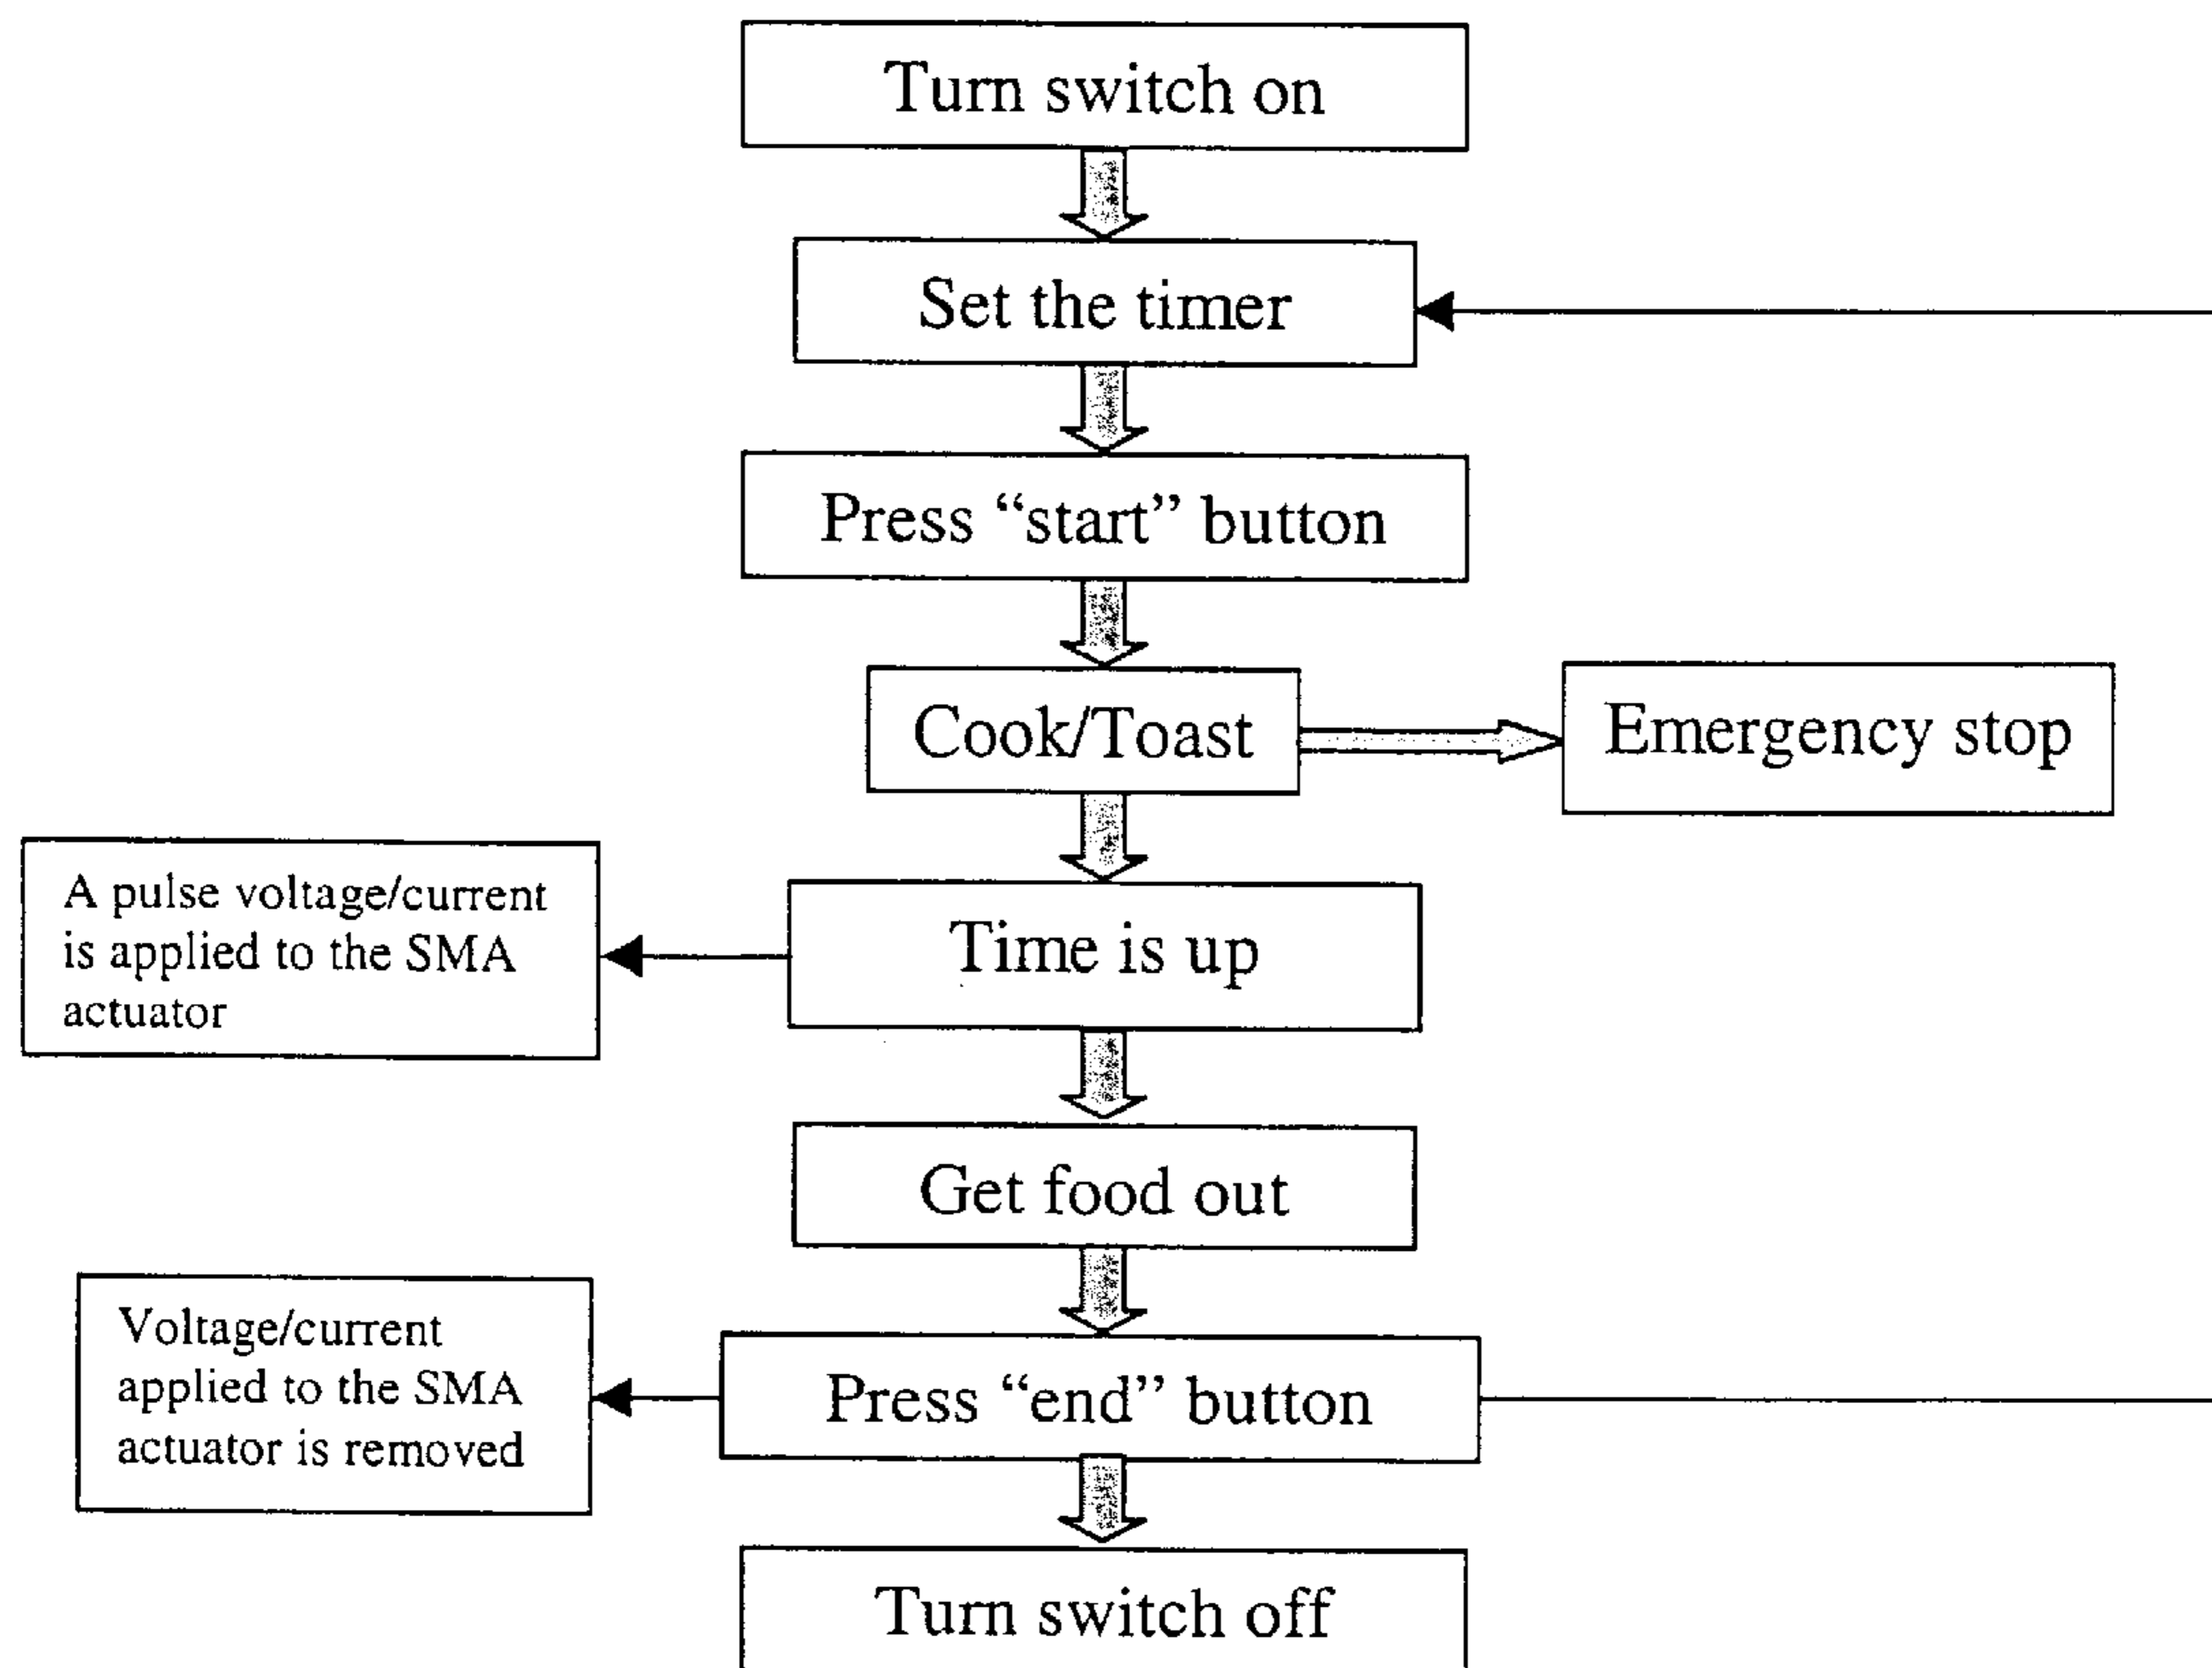 Turn switch on
Set the timer
Press “start” button
Cook/Toast
Emergency stop
A pulse voltage/current
is applied to the SMA
actuator
Time is up
Get food out
Voltage/current
applied to the SMA
actuator is removed
Press “end” button
Turn switch off